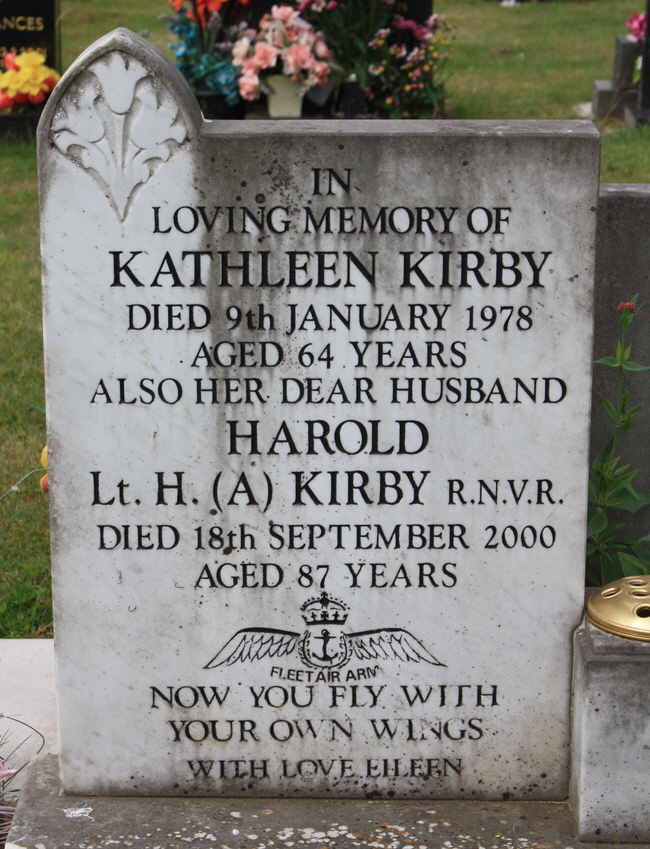 ANCES
IN
LOVING MEMORY OF
KATHLEEN KIRBY
DIED 9th JANUARY 1978
AGED 64 YEARS
ALSO HER DEAR HUSBAND
HAROLD
Lt. H. (A) KIRBY R.N.V.R.
DIED 18th SEPTEMBER 2000
AGED 87 YEARS
FLEET AIR ARM
NOW YOU FLY WITH
YOUR OWN WINGS
WITH LOVE EILEEN